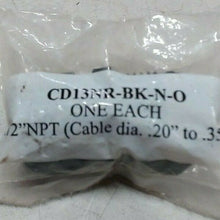 CD13NR-BK-N-O
ONE EACH
/2”NPT (Cable dia. .20” to .35